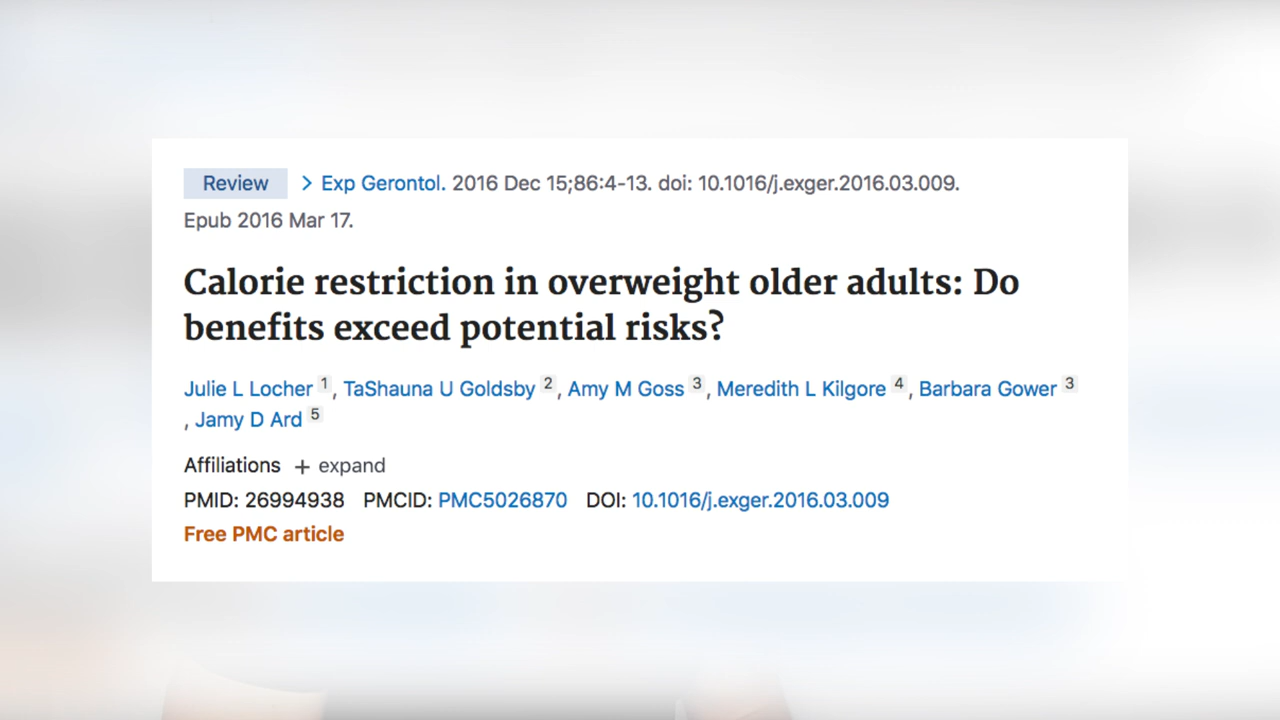 Review > Exp Gerontol. 2016 Dec 15;86:4-13. doi: 10.1016/j.exger.2016.03.009.
Epub 2016 Mar 17.
Calorie restriction in overweight older adults: Do
benefits exceed potential risks?
Julie L Locher 1, TaShauna U Goldsby 2, Amy M Goss 3, Meredith L Kilgore 4, Barbara Gower 3
, Jamy D Ard 5
Affiliations + expand
PMID: 26994938 PMCID: PMC5026870 DOI: 10.1016/j.exger.2016.03.009
Free PMC article